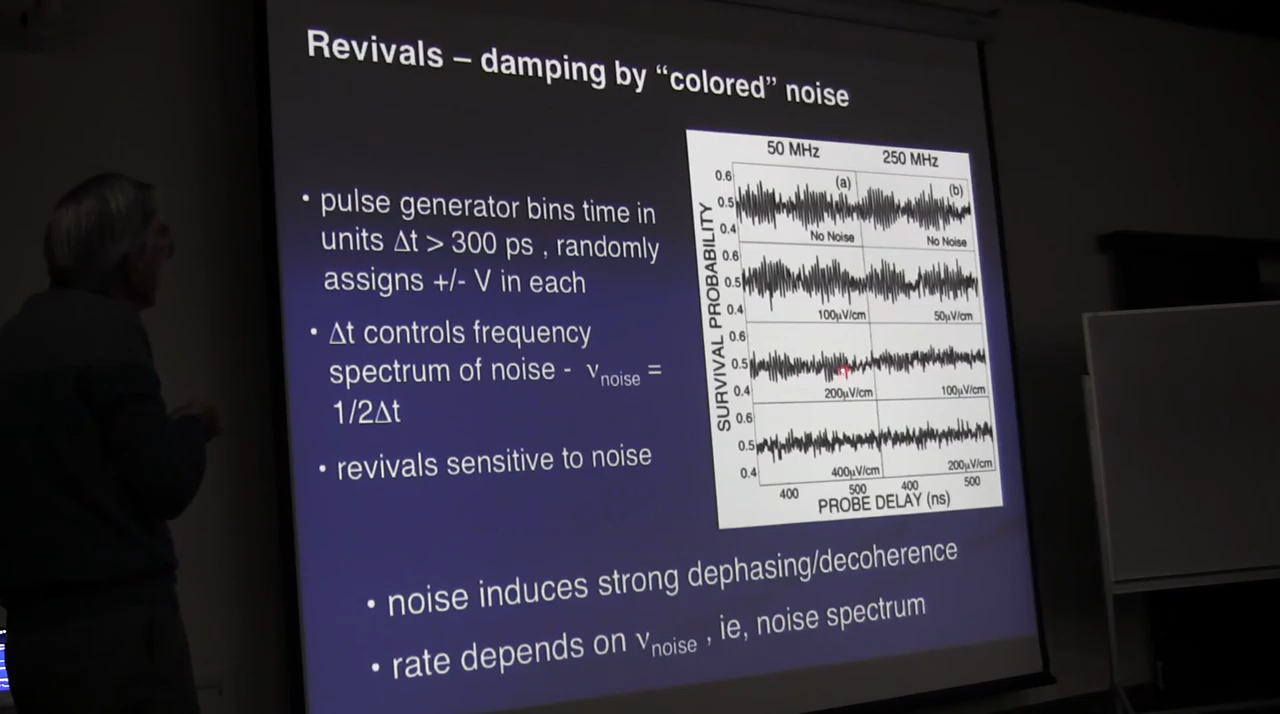 Revivals – damping by “colored” noise
• pulse generator bins time in
units Δt > 300 ps , randomly
assigns +/- V in each
• Δt controls frequency
spectrum of noise - νnoise =
1/2Δt
• revivals sensitive to noise
• noise induces strong dephasing/decoherence
• rate depends on νnoise , ie, noise spectrum
50 MHz 250 MHz
SURVIVAL PROBABILITY
0.6 (a) (b)
0.5
0.4 No Noise No Noise
0.6
0.5
0.4 100μV/cm 50μV/cm
0.6
0.5
0.4 200μV/cm 100μV/cm
0.6
0.5
0.4 400μV/cm 200μV/cm
400 500 400 500
PROBE DELAY (ns)